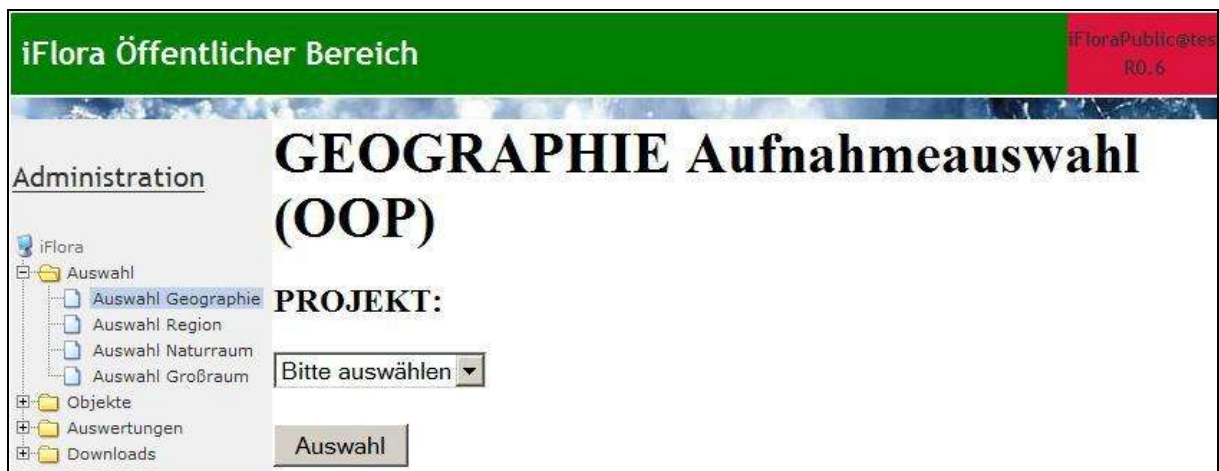 iFlora Öffentlicher Bereich
iFloraPublic@tes
R0.6
Administration
iFlora
Auswahl
Auswahl Geographie
Auswahl Region
Auswahl Naturraum
Auswahl Großraum
Objekte
Auswertungen
Downloads
GEOGRAPHIE Aufnahmeauswahl
(OOP)
PROJEKT:
Bitte auswählen
Auswahl